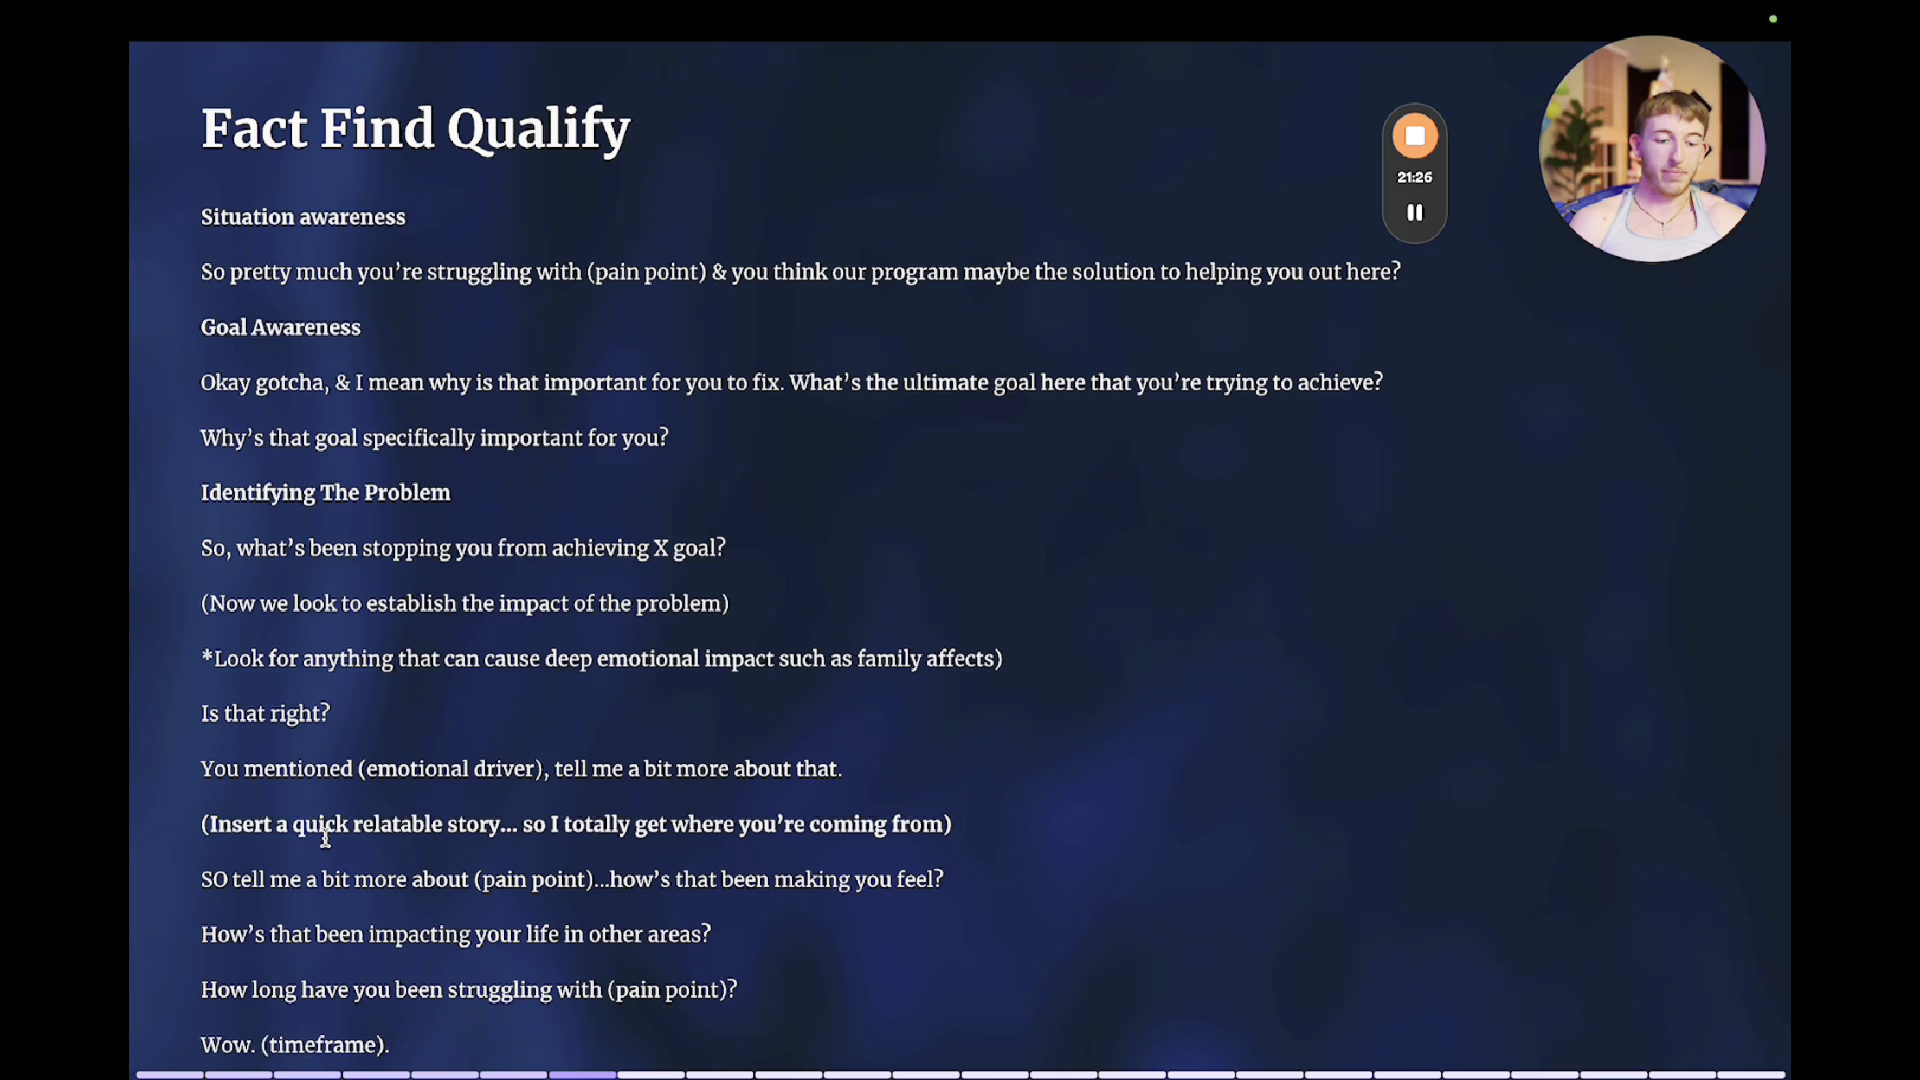 Fact Find Qualify
21:26
Situation awareness
So pretty much you're struggling with (pain point) & you think our program maybe the solution to helping you out here?
Goal Awareness
Okay gotcha, & I mean why is that important for you to fix. What's the ultimate goal here that you're trying to achieve?
Why's that goal specifically important for you?
Identifying The Problem
So, what's been stopping you from achieving X goal?
(Now we look to establish the impact of the problem)
*Look for anything that can cause deep emotional impact such as family affects)
Is that right?
You mentioned (emotional driver), tell me a bit more about that.
(Insert a quick relatable story... so I totally get where you're coming from)
SO tell me a bit more about (pain point)...how's that been making you feel?
How's that been impacting your life in other areas?
How long have you been struggling with (pain point)?
Wow. (timeframe).